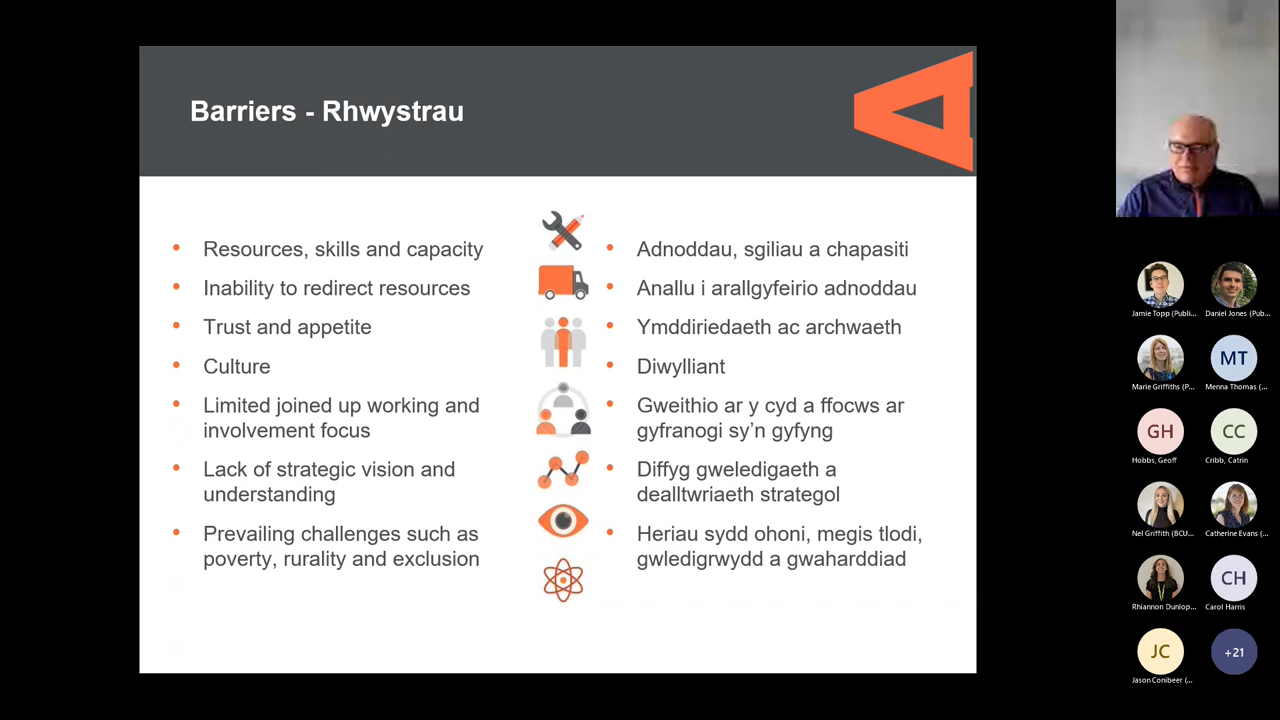 Barriers - Rhwystrau
Resources, skills and capacity
Inability to redirect resources
Trust and appetite
Culture
Limited joined up working and
involvement focus
Lack of strategic vision and
understanding
Prevailing challenges such as
poverty, rurality and exclusion
Adnoddau, sgiliau a chapasiti
Anallu i arallgyfeirio adnoddau
Ymddiriedaeth ac archwaeth
Diwylliant
Gweithio ar y cyd a ffocws ar
gyfranogi sy'n gyfyng
Diffyg gweledigaeth a
dealltwriaeth strategol
Heriau sydd ohoni, megis tlodi,
gwledigrwydd a gwaharddiad
Jamie Topp (Publi...
Daniel Jones (Pub...
Marie Griffiths (P...
MT
Menna Thomas (...
GH
Hobbs, Geoff
CC
Cribb, Catrin
Nel Griffith (BCU...
Catherine Evans (...
Rhiannon Dunlop...
CH
Carol Harris
JC
Jason Conibeer (...
+21